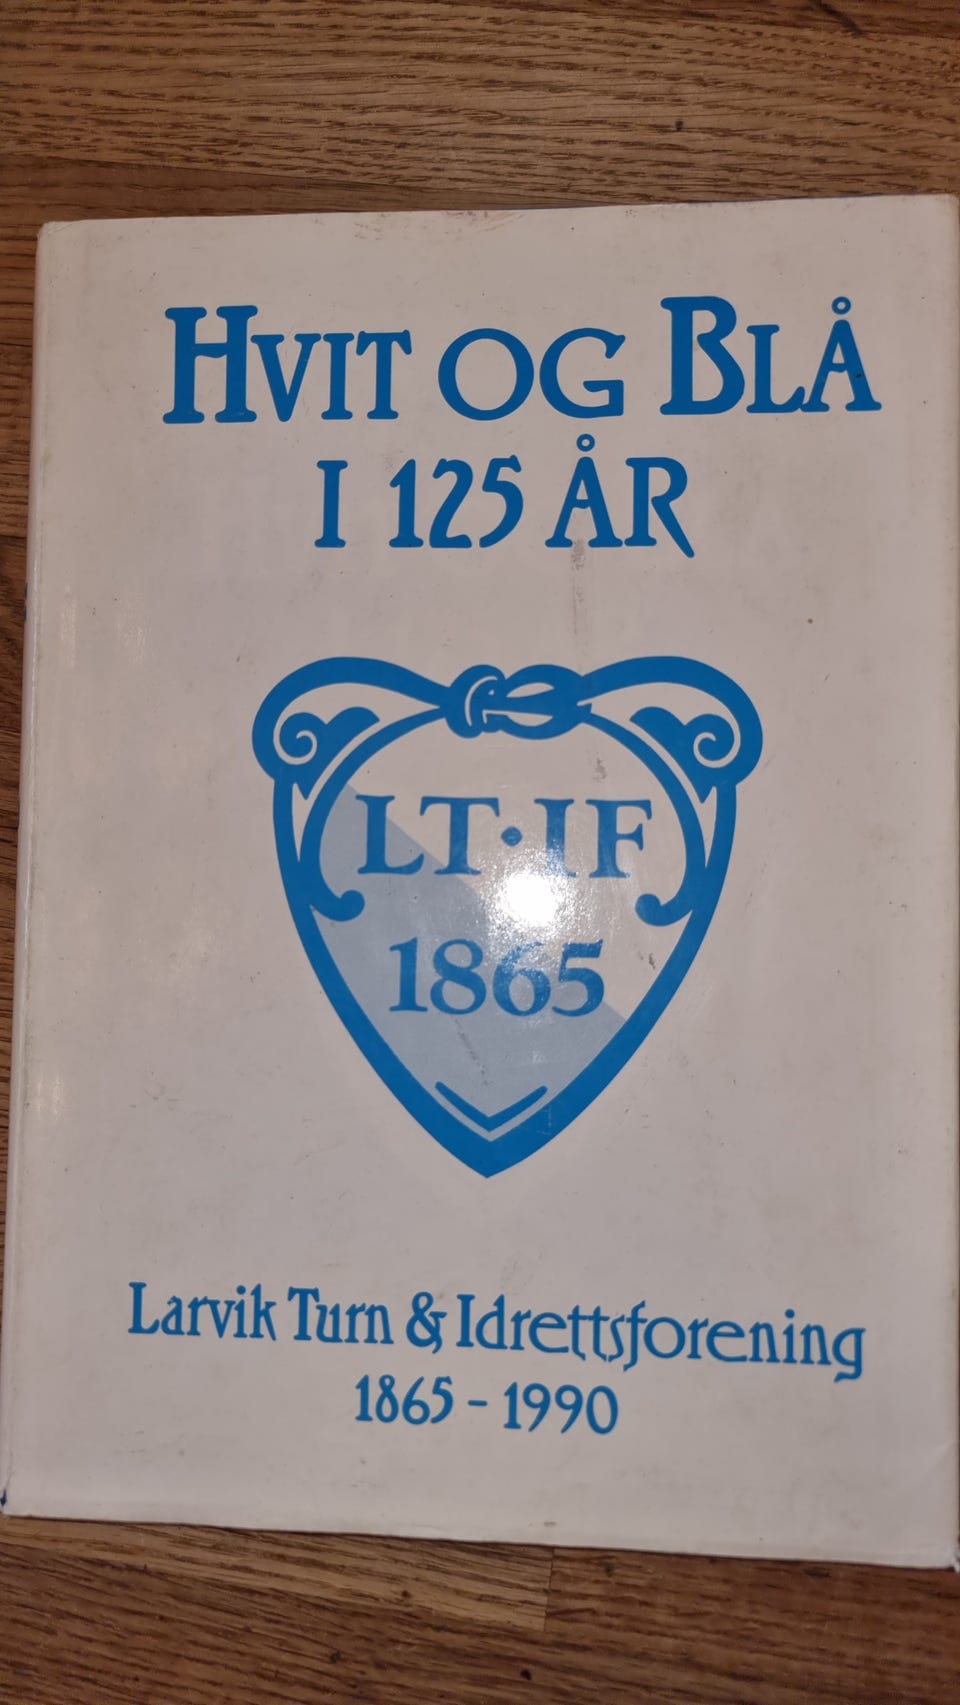 HVIT OG BLÅ
I 125 ÅR
LT·IF
1865
Larvik Turn & Idrettsforening
1865 - 1990